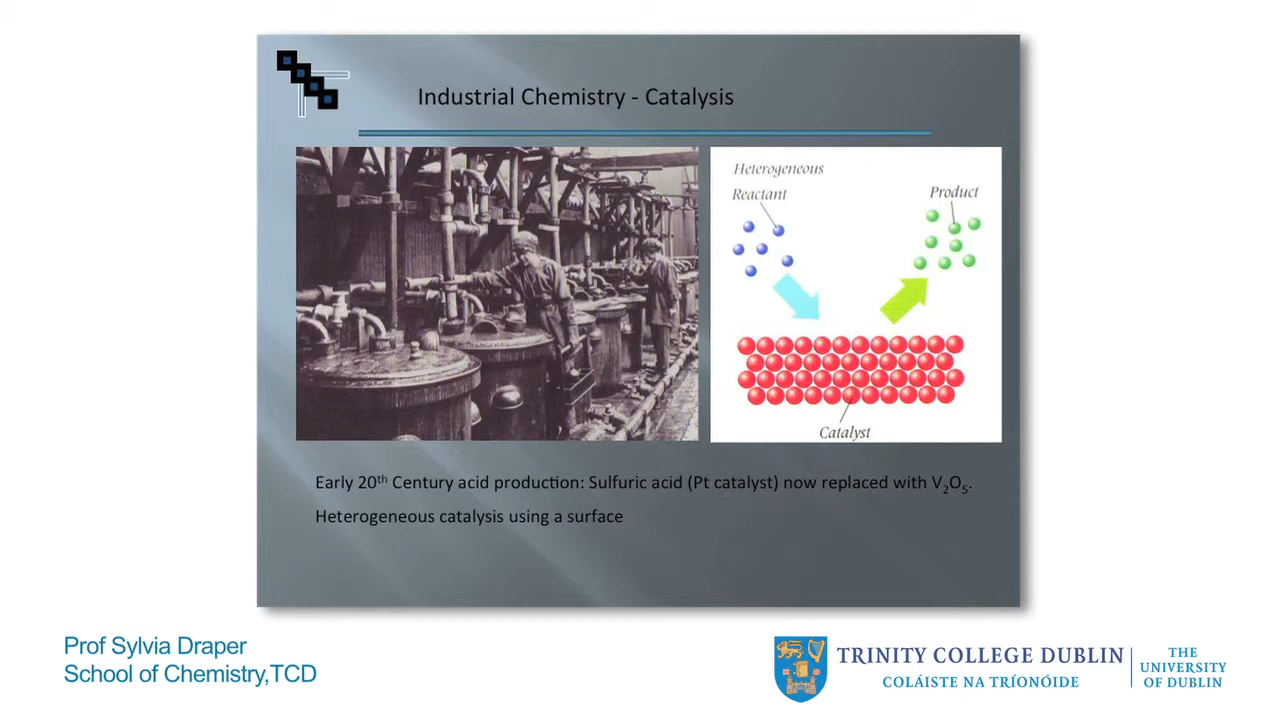 Industrial Chemistry - Catalysis
Heterogeneous
Reactant
Product
Catalyst
Early 20th Century acid production: Sulfuric acid (Pt catalyst) now replaced with V2O5.
Heterogeneous catalysis using a surface
Prof Sylvia Draper
School of Chemistry,TCD
TRINITY COLLEGE DUBLIN
COLÁISTE NA TRÍONÓIDE
THE
UNIVERSITY
OF DUBLIN